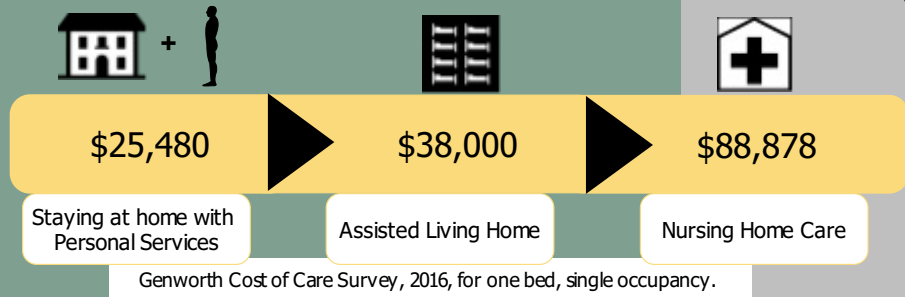 +
$25,480
$38,000
$88,878
Staying at home with
Personal Services
Assisted Living Home
Nursing Home Care
Genworth Cost of Care Survey, 2016, for one bed, single occupancy.